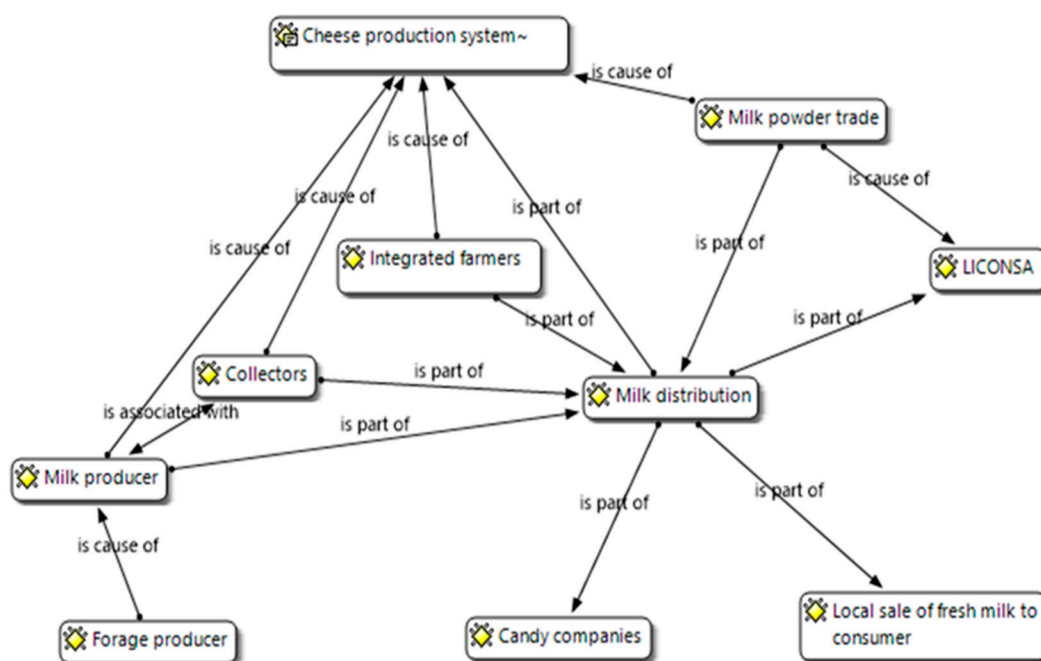 Cheese production system~
is cause of
Milk powder trade
is cause of
is cause of
is cause of
is part of
is cause of
is part of
Integrated farmers
LICONSA
is part of
is part of
Collectors
is part of
Milk distribution
is associated with
is part of
Milk producer
is part of
is part of
is cause of
Forage producer
Candy companies
Local sale of fresh milk to
consumer